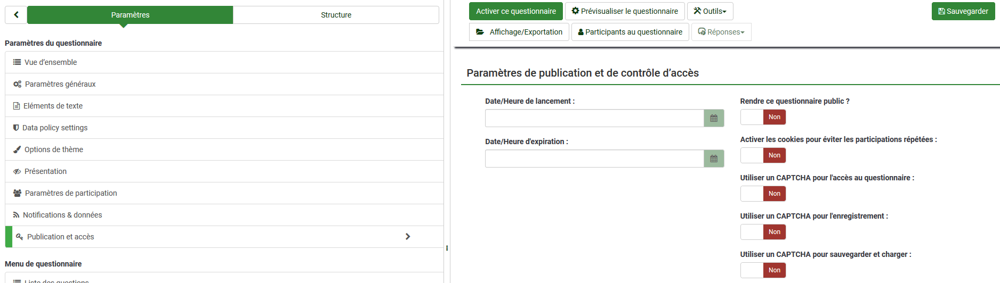 Paramètres
Structure
Paramètres du questionnaire
Vue d’ensemble
Paramètres généraux
Eléments de texte
Data policy settings
Options de thème
Présentation
Paramètres de participation
Notifications & données
Publication et accès
Menu de questionnaire
Liste des questions
Activer ce questionnaire
Prévisualiser le questionnaire
Outils
Sauvegarder
Affichage/Exportation
Participants au questionnaire
Réponses
Paramètres de publication et de contrôle d’accès
Date/Heure de lancement :
Date/Heure d'expiration :
Rendre ce questionnaire public ?
Non
Activer les cookies pour éviter les participations répétées :
Non
Utiliser un CAPTCHA pour l'accès au questionnaire :
Non
Utiliser un CAPTCHA pour l'enregistrement :
Non
Utiliser un CAPTCHA pour sauvegarder et charger :
Non